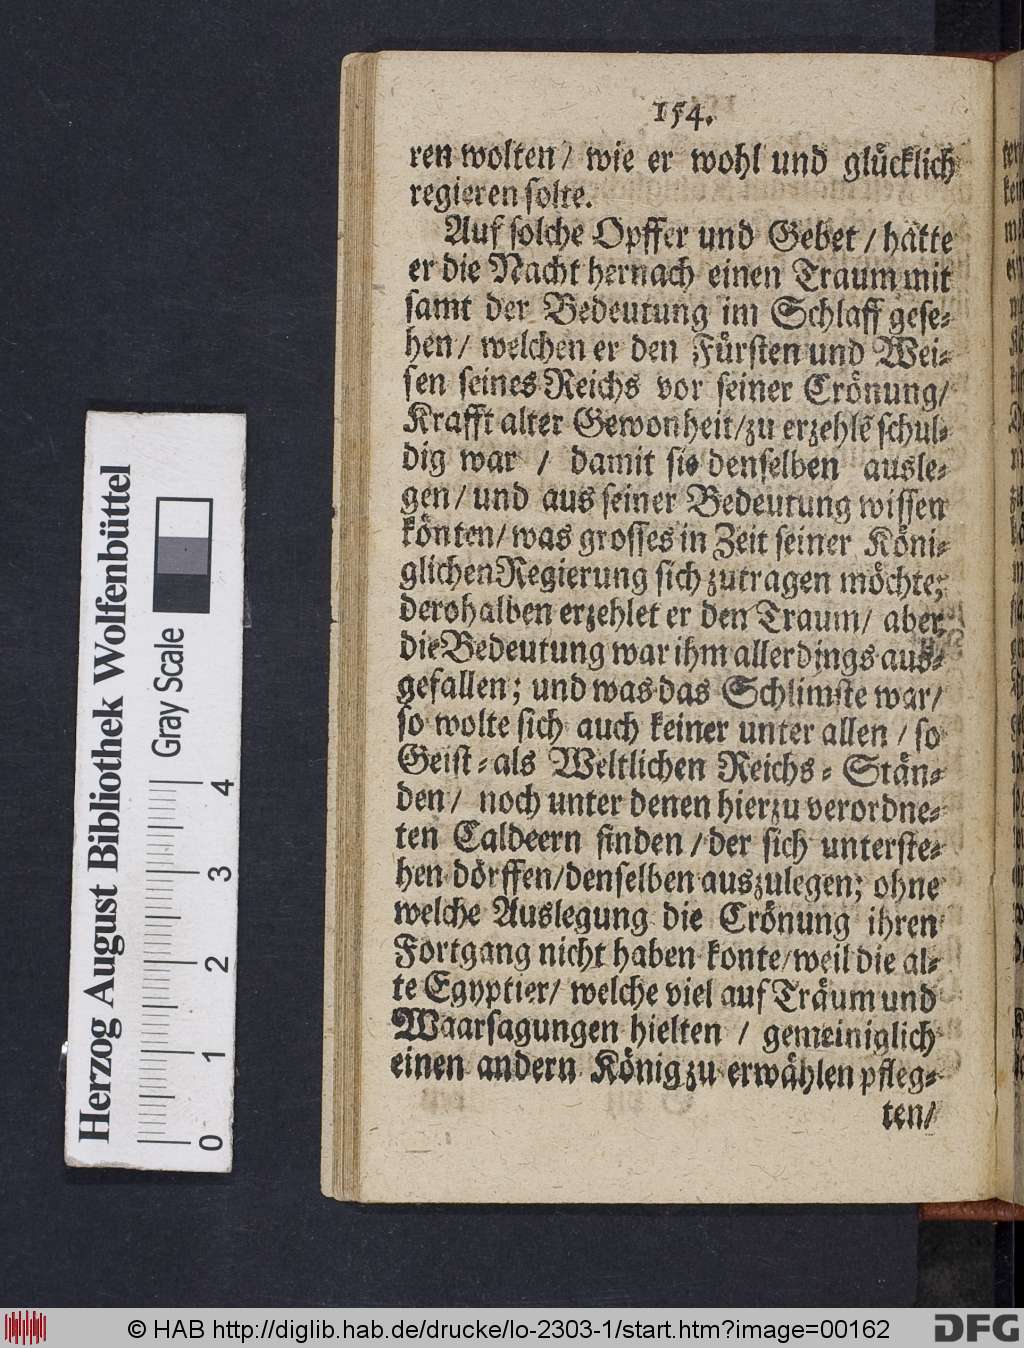 154.
ren wolten / wie er wohl und glücklich
regieren solte.
Auf solche Opffer und Gebet / hätte
er die Nacht hernach einen Traum mit
samt der Bedeutung im Schlaff gese-
hen / welchen er den Fürsten und Wei-
sen seines Reichs vor seiner Crönung /
Krafft alter Gewonheit / zu erzehlẽ schul-
dig war / damit sie denselben ausle-
gen / und aus seiner Bedeutung wissen
könten / was grosses in Zeit seiner Köni-
glichen Regierung sich zutragen möchte;
derohalben erzehlet er den Traum / aber
die Bedeutung war ihm allerdings aus-
gefallen; und was das Schlimste war /
so wolte sich auch keiner unter allen / so
Geist- als Weltlichen Reichs-Stän-
den / noch unter denen hierzu verordne-
ten Caldeern finden / der sich unterste-
hen dörffen / denselben auszulegen; ohne
welche Auslegung die Crönung ihren
Fortgang nicht haben konte / weil die al-
te Egyptier / welche viel auf Träum und
Waarsagungen hielten / gemeiniglich
einen andern König zu erwählen pfleg-
ten /
Herzog August Bibliothek Wolfenbüttel
Gray Scale
0 1 2 3 4
© HAB http://diglib.hab.de/drucke/lo-2303-1/start.htm?image=00162
DFG